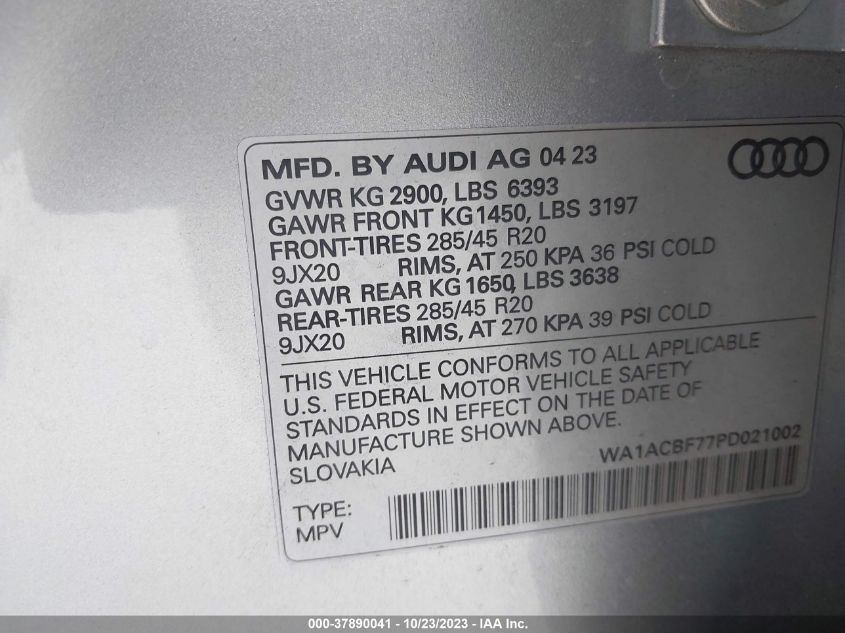 MFD. BY AUDI AG 04 23
GVWR KG 2900, LBS 6393
GAWR FRONT KG1450, LBS 3197
FRONT-TIRES 285/45 R20
9JX20 RIMS, AT 250 KPA 36 PSI COLD
GAWR REAR KG 1650, LBS 3638
REAR-TIRES 285/45 R20
9JX20 RIMS, AT 270 KPA 39 PSI COLD
THIS VEHICLE CONFORMS TO ALL APPLICABLE
U.S. FEDERAL MOTOR VEHICLE SAFETY
STANDARDS IN EFFECT ON THE DATE OF
MANUFACTURE SHOWN ABOVE.
SLOVAKIA
WA1ACBF77PD021002
TYPE:
MPV
000-37890041 - 10/23/2023 - IAA Inc.